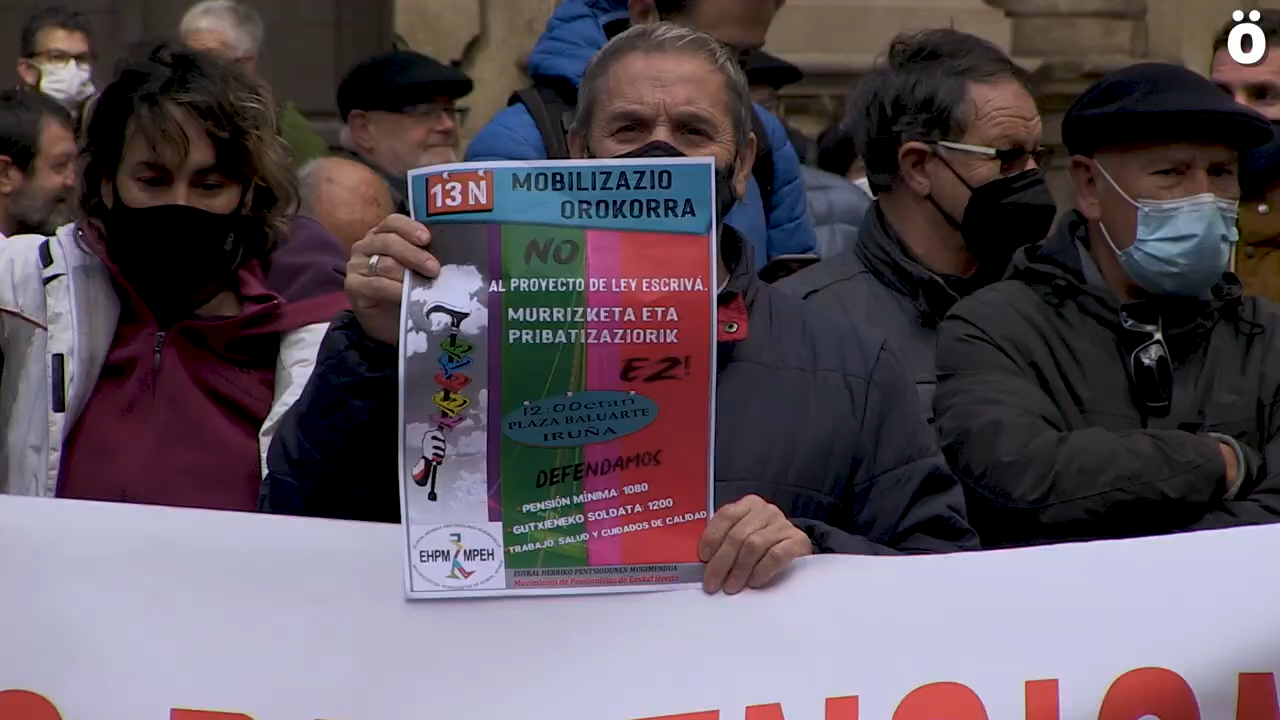 ö
13 N
MOBILIZAZIO
OROKORRA
NO
AL PROYECTO DE LEY ESCRIVÁ.
MURRIZKETA ETA
PRIBATIZAZIORIK
EZ!
12:00etan
PLAZA BALUARTE
IRUÑA
DEFENDAMOS
PENSIÓN MÍNIMA: 1080
GUTXIENEKO SOLDATA: 1200
TRABAJO, SALUD Y CUIDADOS DE CALIDAD
EHPM MPEH
EUSKAL HERRIKO PENTSIODUNEN MUGIMENDUA
Movimiento de Pensionistas de Euskal Herria